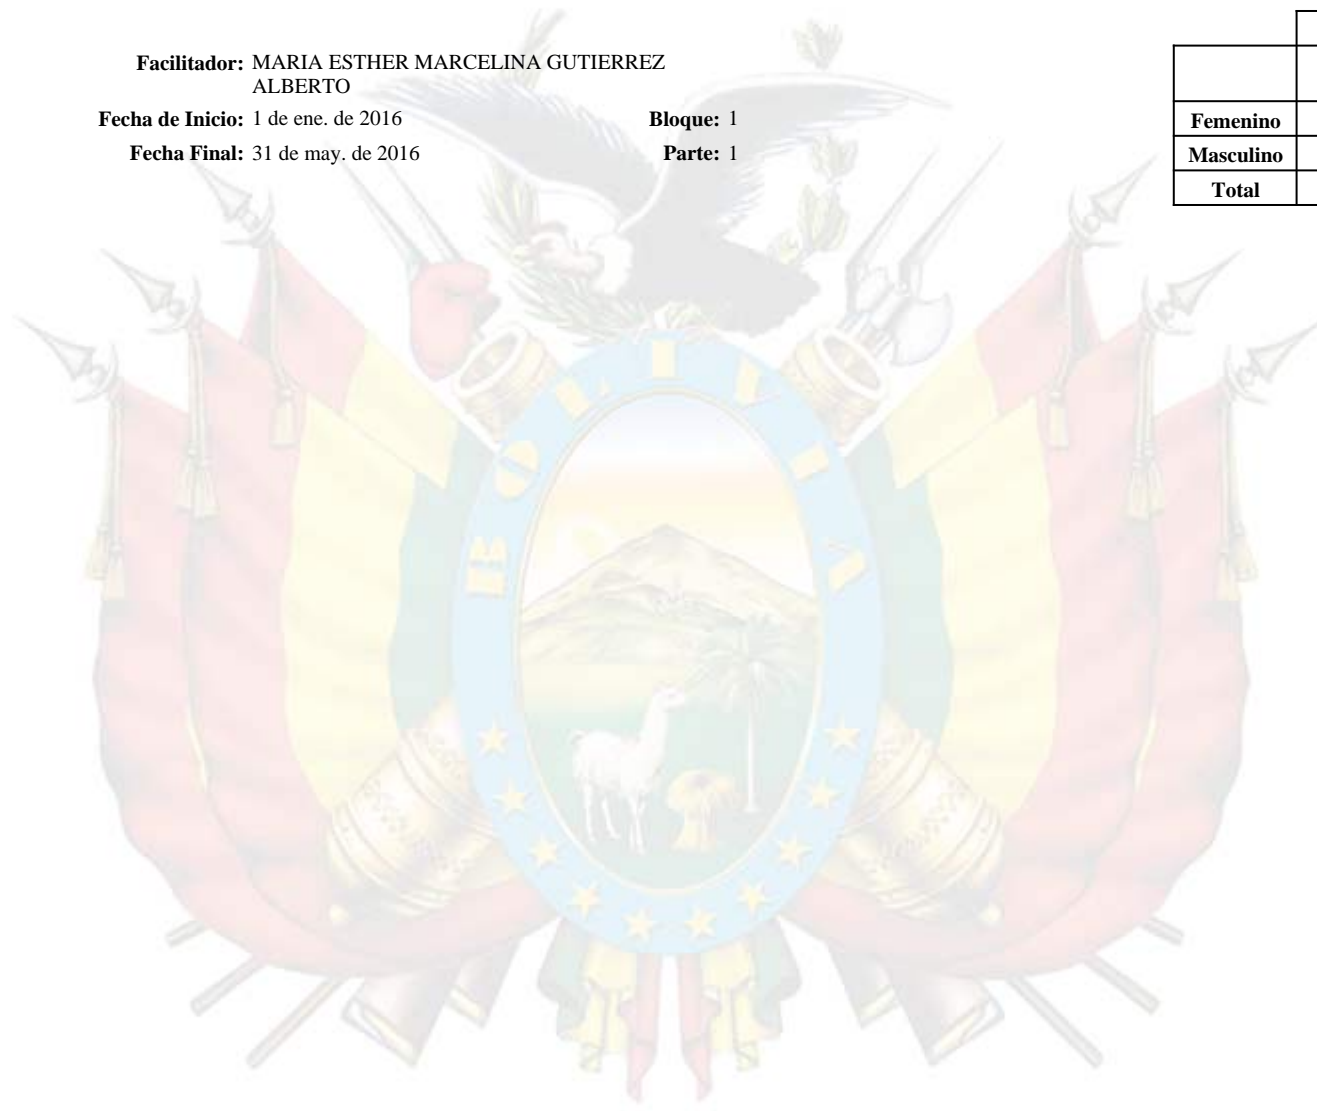 Facilitador: MARIA ESTHER MARCELINA GUTIERREZ
ALBERTO
Fecha de Inicio: 1 de ene. de 2016 Bloque: 1
Fecha Final: 31 de may. de 2016 Parte: 1
Femenino
Masculino
Total
BOLIVIA